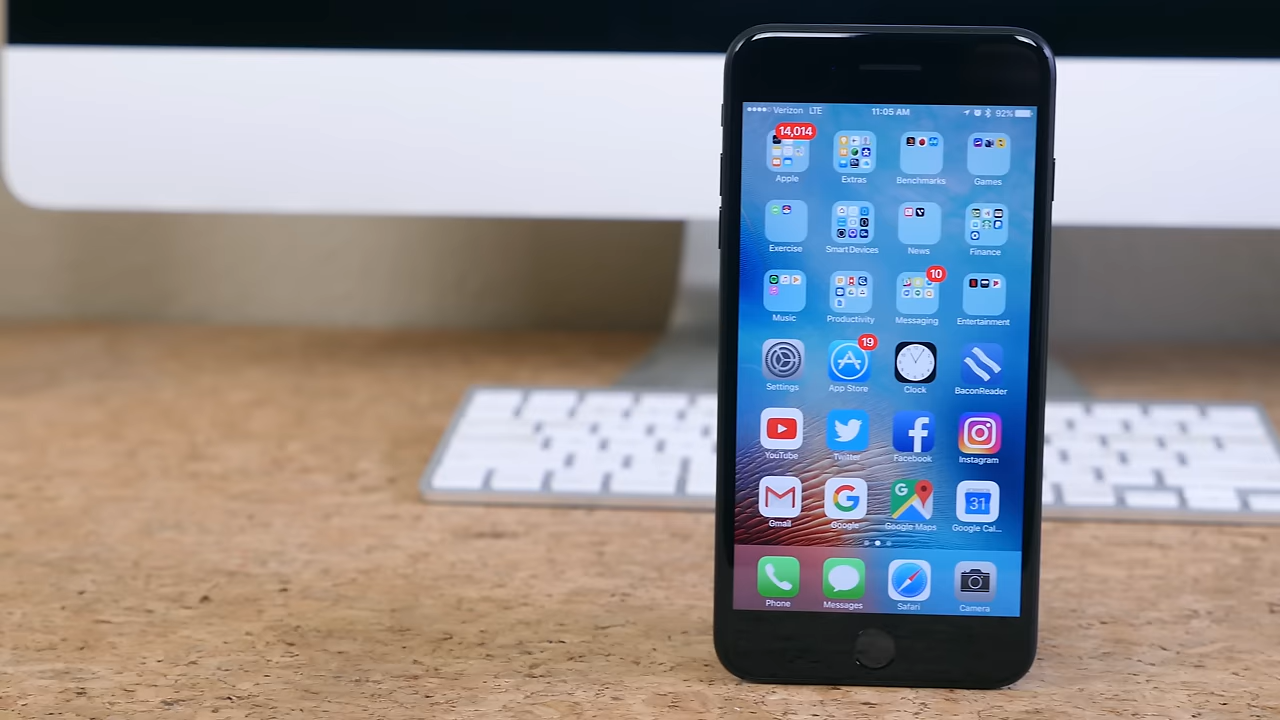 Verizon LTE 11:05 AM 92%
14,014
Apple Extras Benchmarks Games
Exercise Smart Devices News Finance
10
Music Productivity Messaging Entertainment
19
Settings App Store Clock BaconReader
YouTube Twitter Facebook Instagram
G
31
Gmail Google Google Maps Google Cal...
Phone Messages Safari Camera